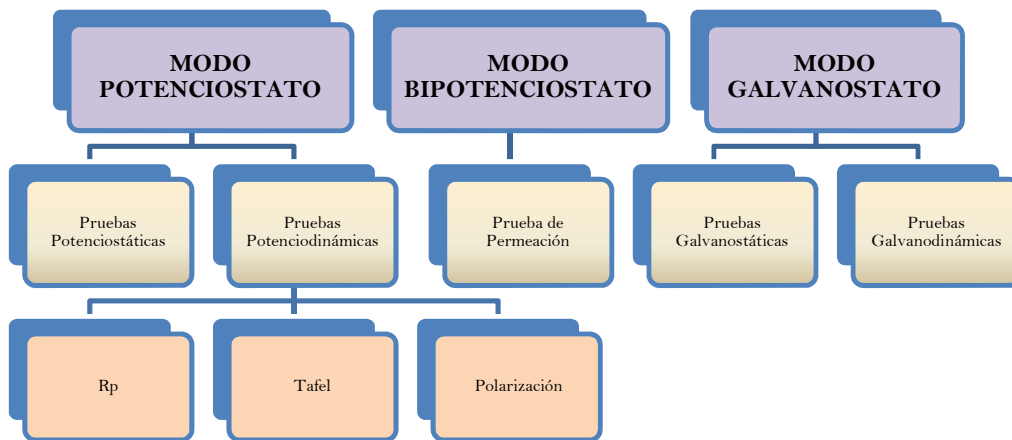 MODO
POTENCIOSTATO
MODO
BIPOTENCIOSTATO
MODO
GALVANOSTATO
Pruebas
Potenciostáticas
Pruebas
Potenciodinámicas
Prueba de
Permeación
Pruebas
Galvanostáticas
Pruebas
Galvanodinámicas
Rp
Tafel
Polarización